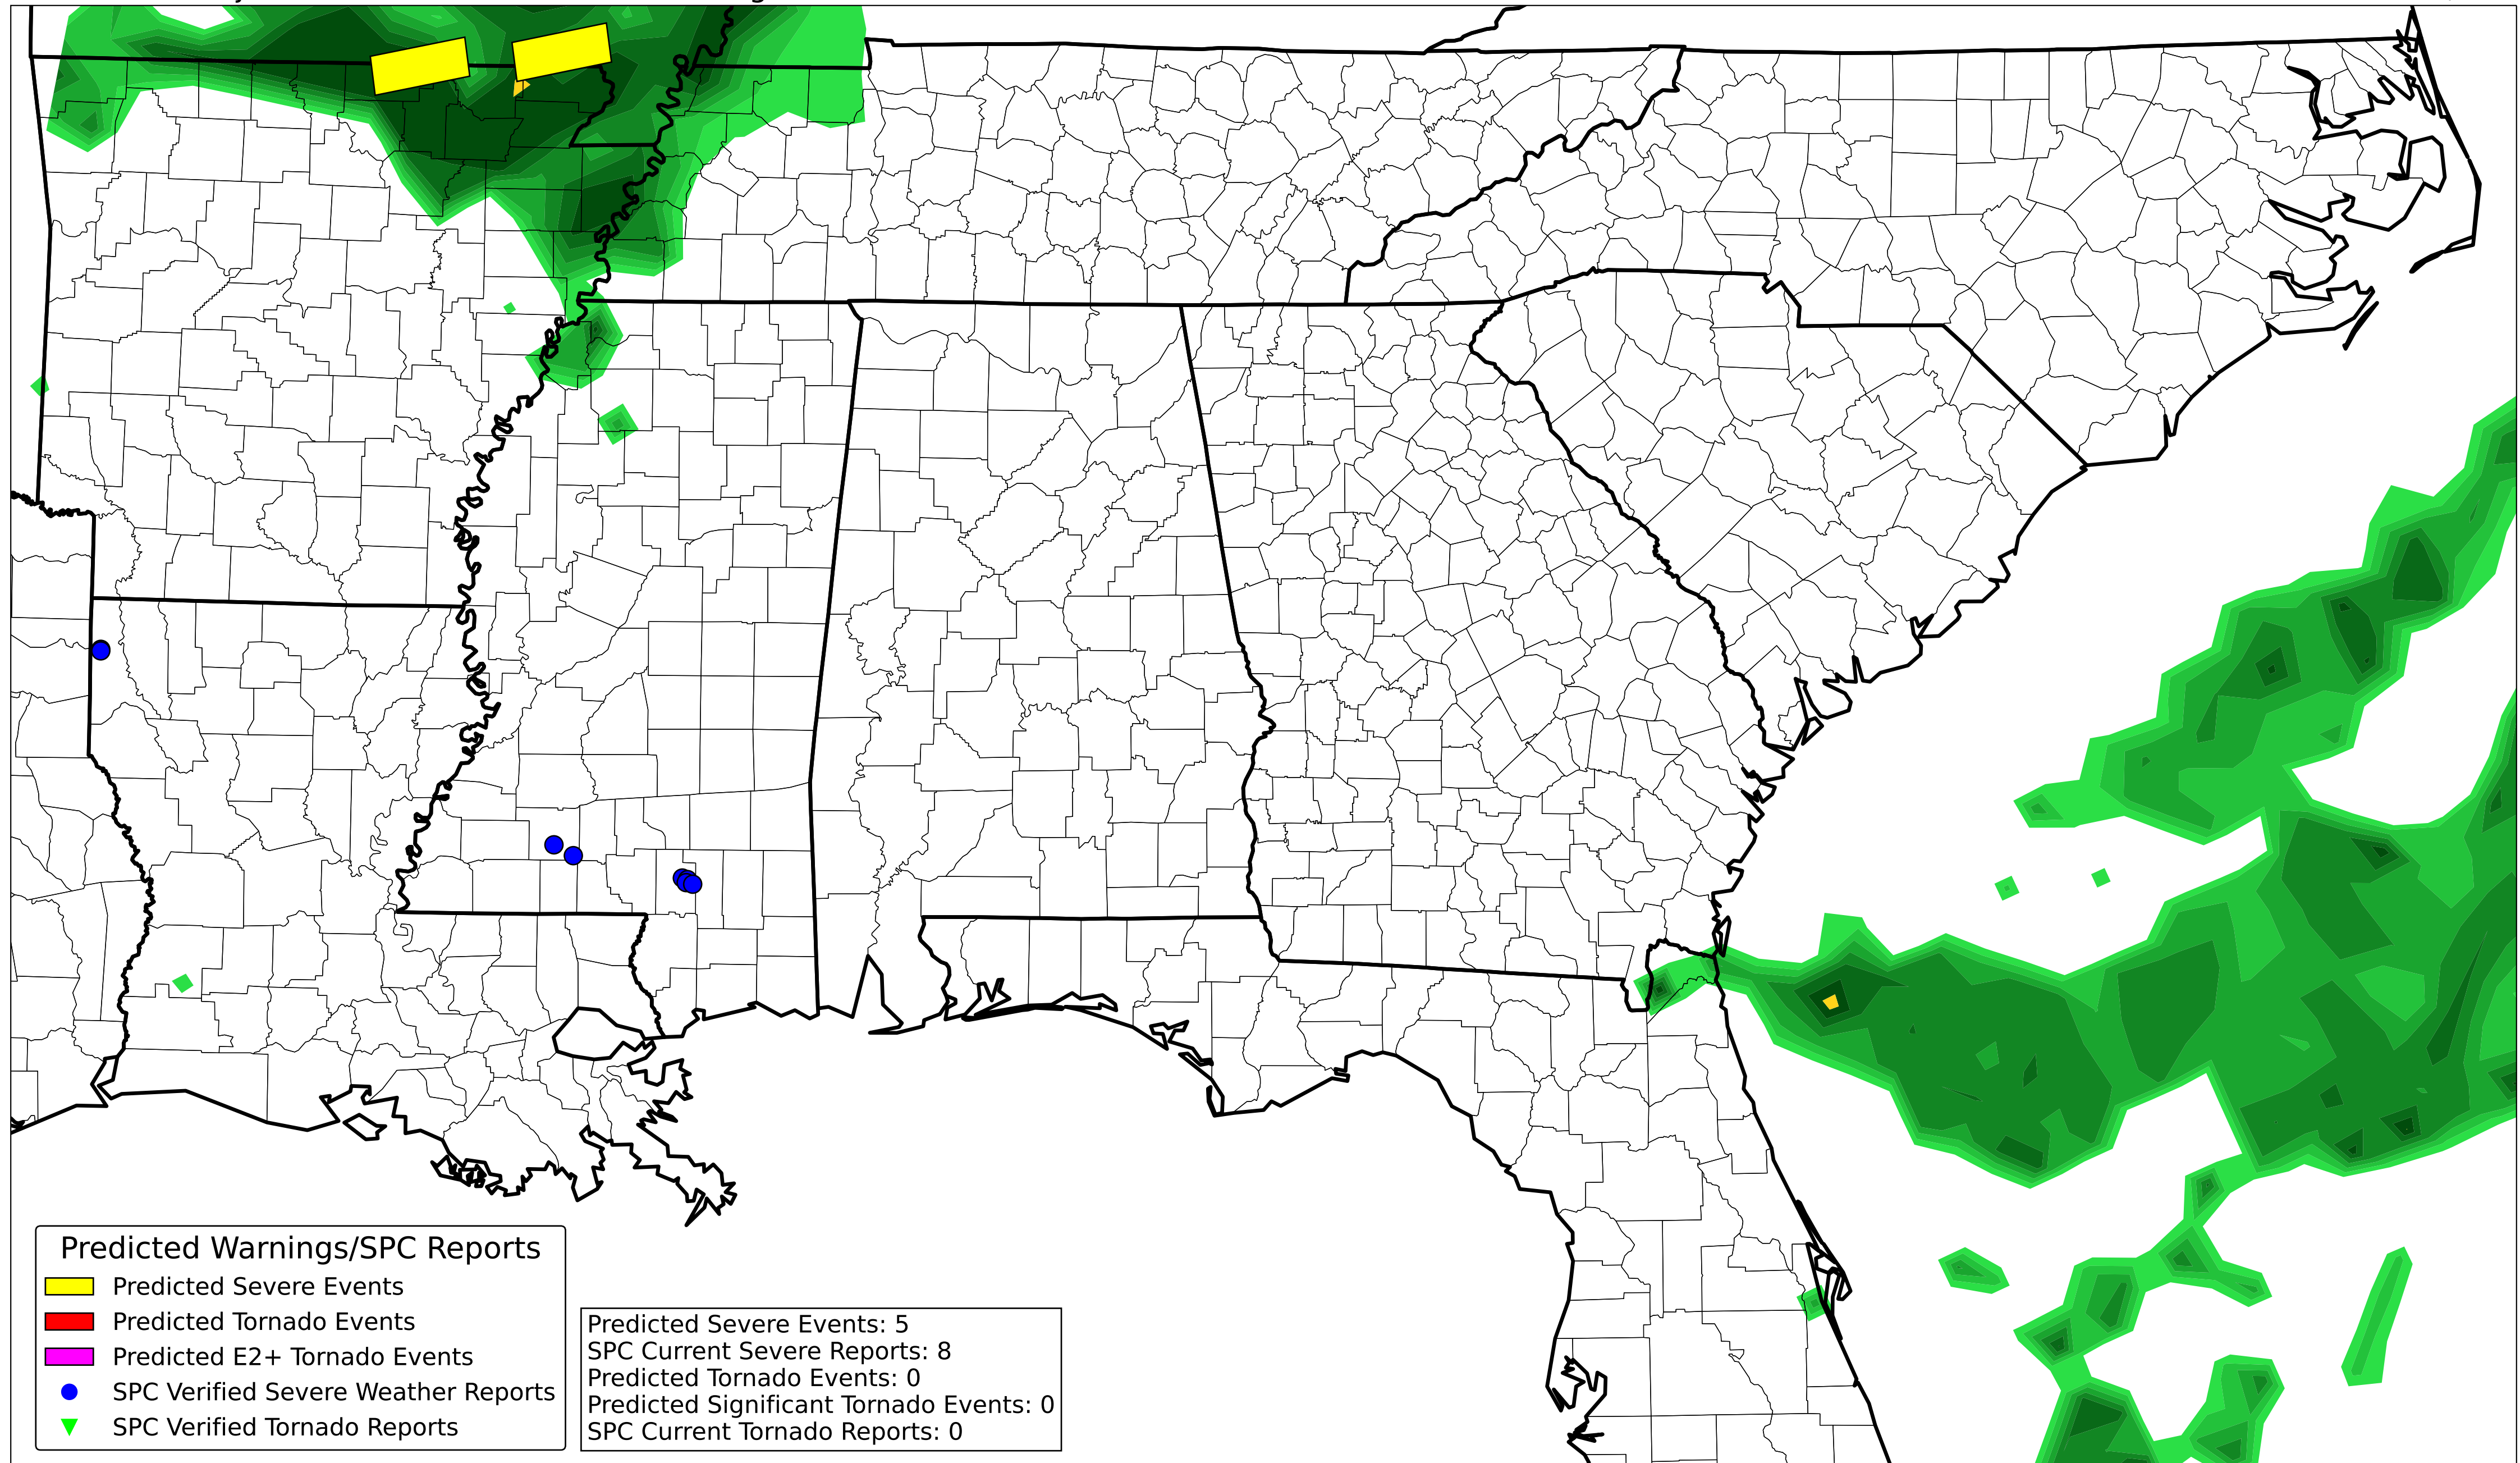 Predicted Warnings/SPC Reports
Predicted Severe Events
Predicted Tornado Events
Predicted E2+ Tornado Events
SPC Verified Severe Weather Reports
SPC Verified Tornado Reports
Predicted Severe Events: 5
SPC Current Severe Reports: 8
Predicted Tornado Events: 0
Predicted Significant Tornado Events: 0
SPC Current Tornado Reports: 0